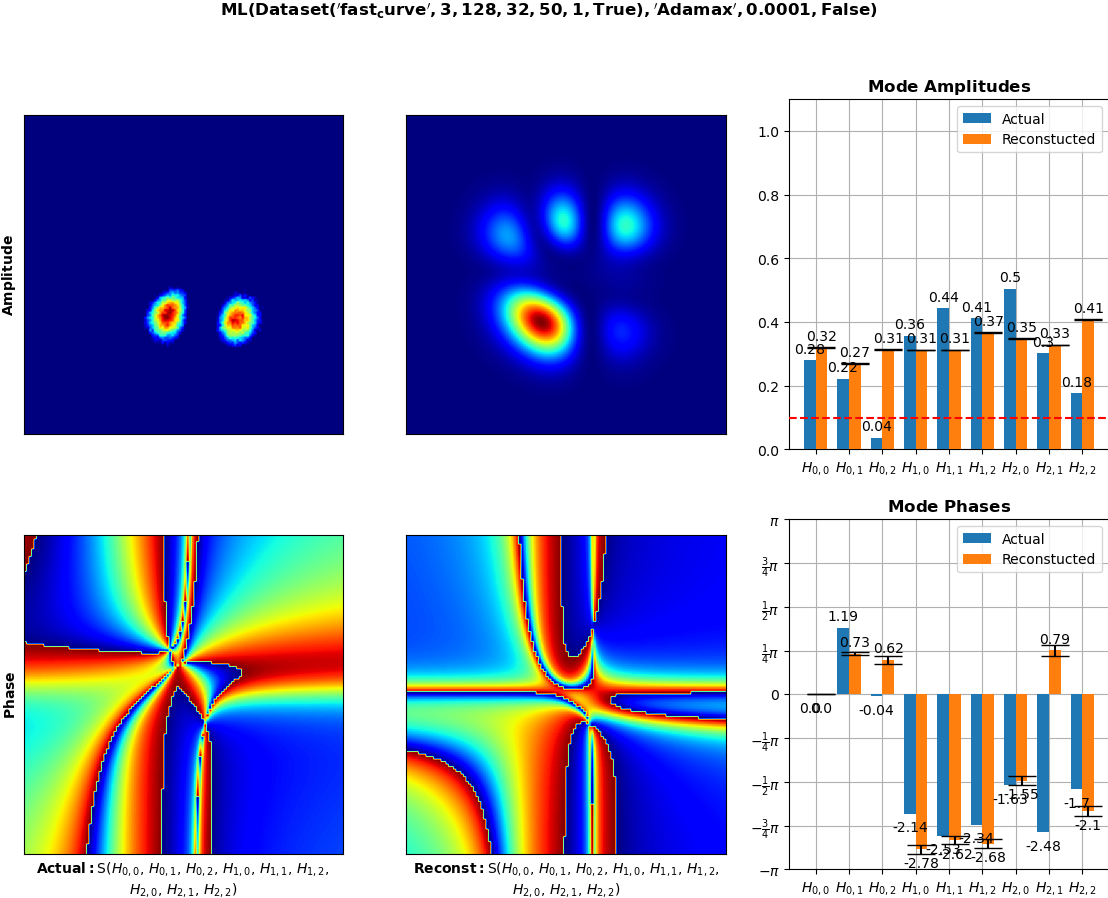 ML(Dataset('fast_curve', 3, 128, 32, 50, 1, True), 'Adamax', 0.0001, False)
Amplitude
Mode Amplitudes
Actual
Reconstucted
1.0
0.8
0.6
0.4
0.2
0.0
0.28 0.32
0.22 0.27
0.04 0.31
0.36 0.31
0.44 0.31
0.41 0.37
0.5 0.35
0.3 0.33
0.18 0.41
H0,0 H0,1 H0,2 H1,0 H1,1 H1,2 H2,0 H2,1 H2,2
Phase
Actual: S(H0,0, H0,1, H0,2, H1,0, H1,1, H1,2,
H2,0, H2,1, H2,2)
Reconst: S(H0,0, H0,1, H0,2, H1,0, H1,1, H1,2,
H2,0, H2,1, H2,2)
Mode Phases
Actual
Reconstucted
π
3/4π
1/2π
1/4π
0
−1/4π
−1/2π
−3/4π
−π
0.0 0.0
1.19 0.73
-0.04 0.62
-2.14 -2.78
-2.53 -2.62
-2.34 -2.68
-1.63 -1.55
-2.48 0.79
-1.7 -2.1
H0,0 H0,1 H0,2 H1,0 H1,1 H1,2 H2,0 H2,1 H2,2